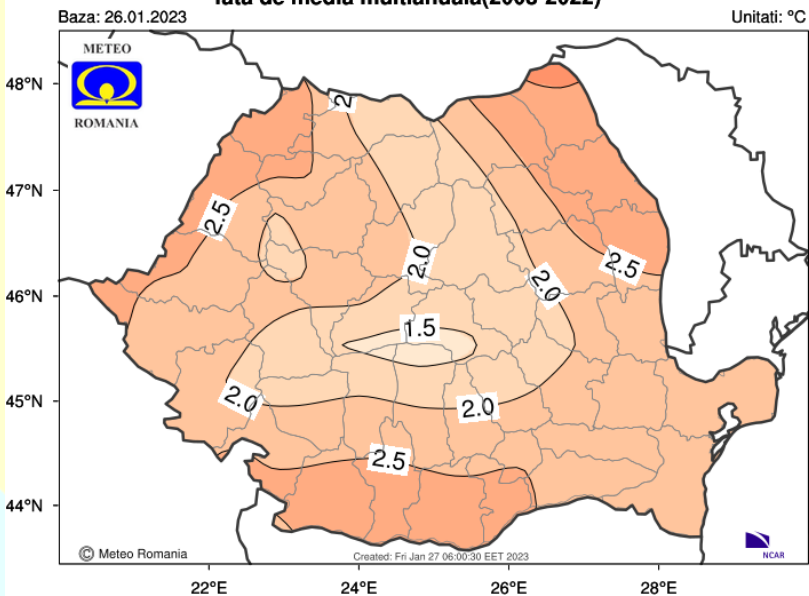 fata de media multianuala(2008-2022)
Baza: 26.01.2023
Unitati: ºC
METEO
ROMANIA
48°N
47°N
46°N
45°N
44°N
2
2.5
2.0
2.0
2.5
1.5
2.0
2.0
2.5
© Meteo Romania
Created: Fri Jan 27 06:00:30 EET 2023
NCAR
22°E
24°E
26°E
28°E